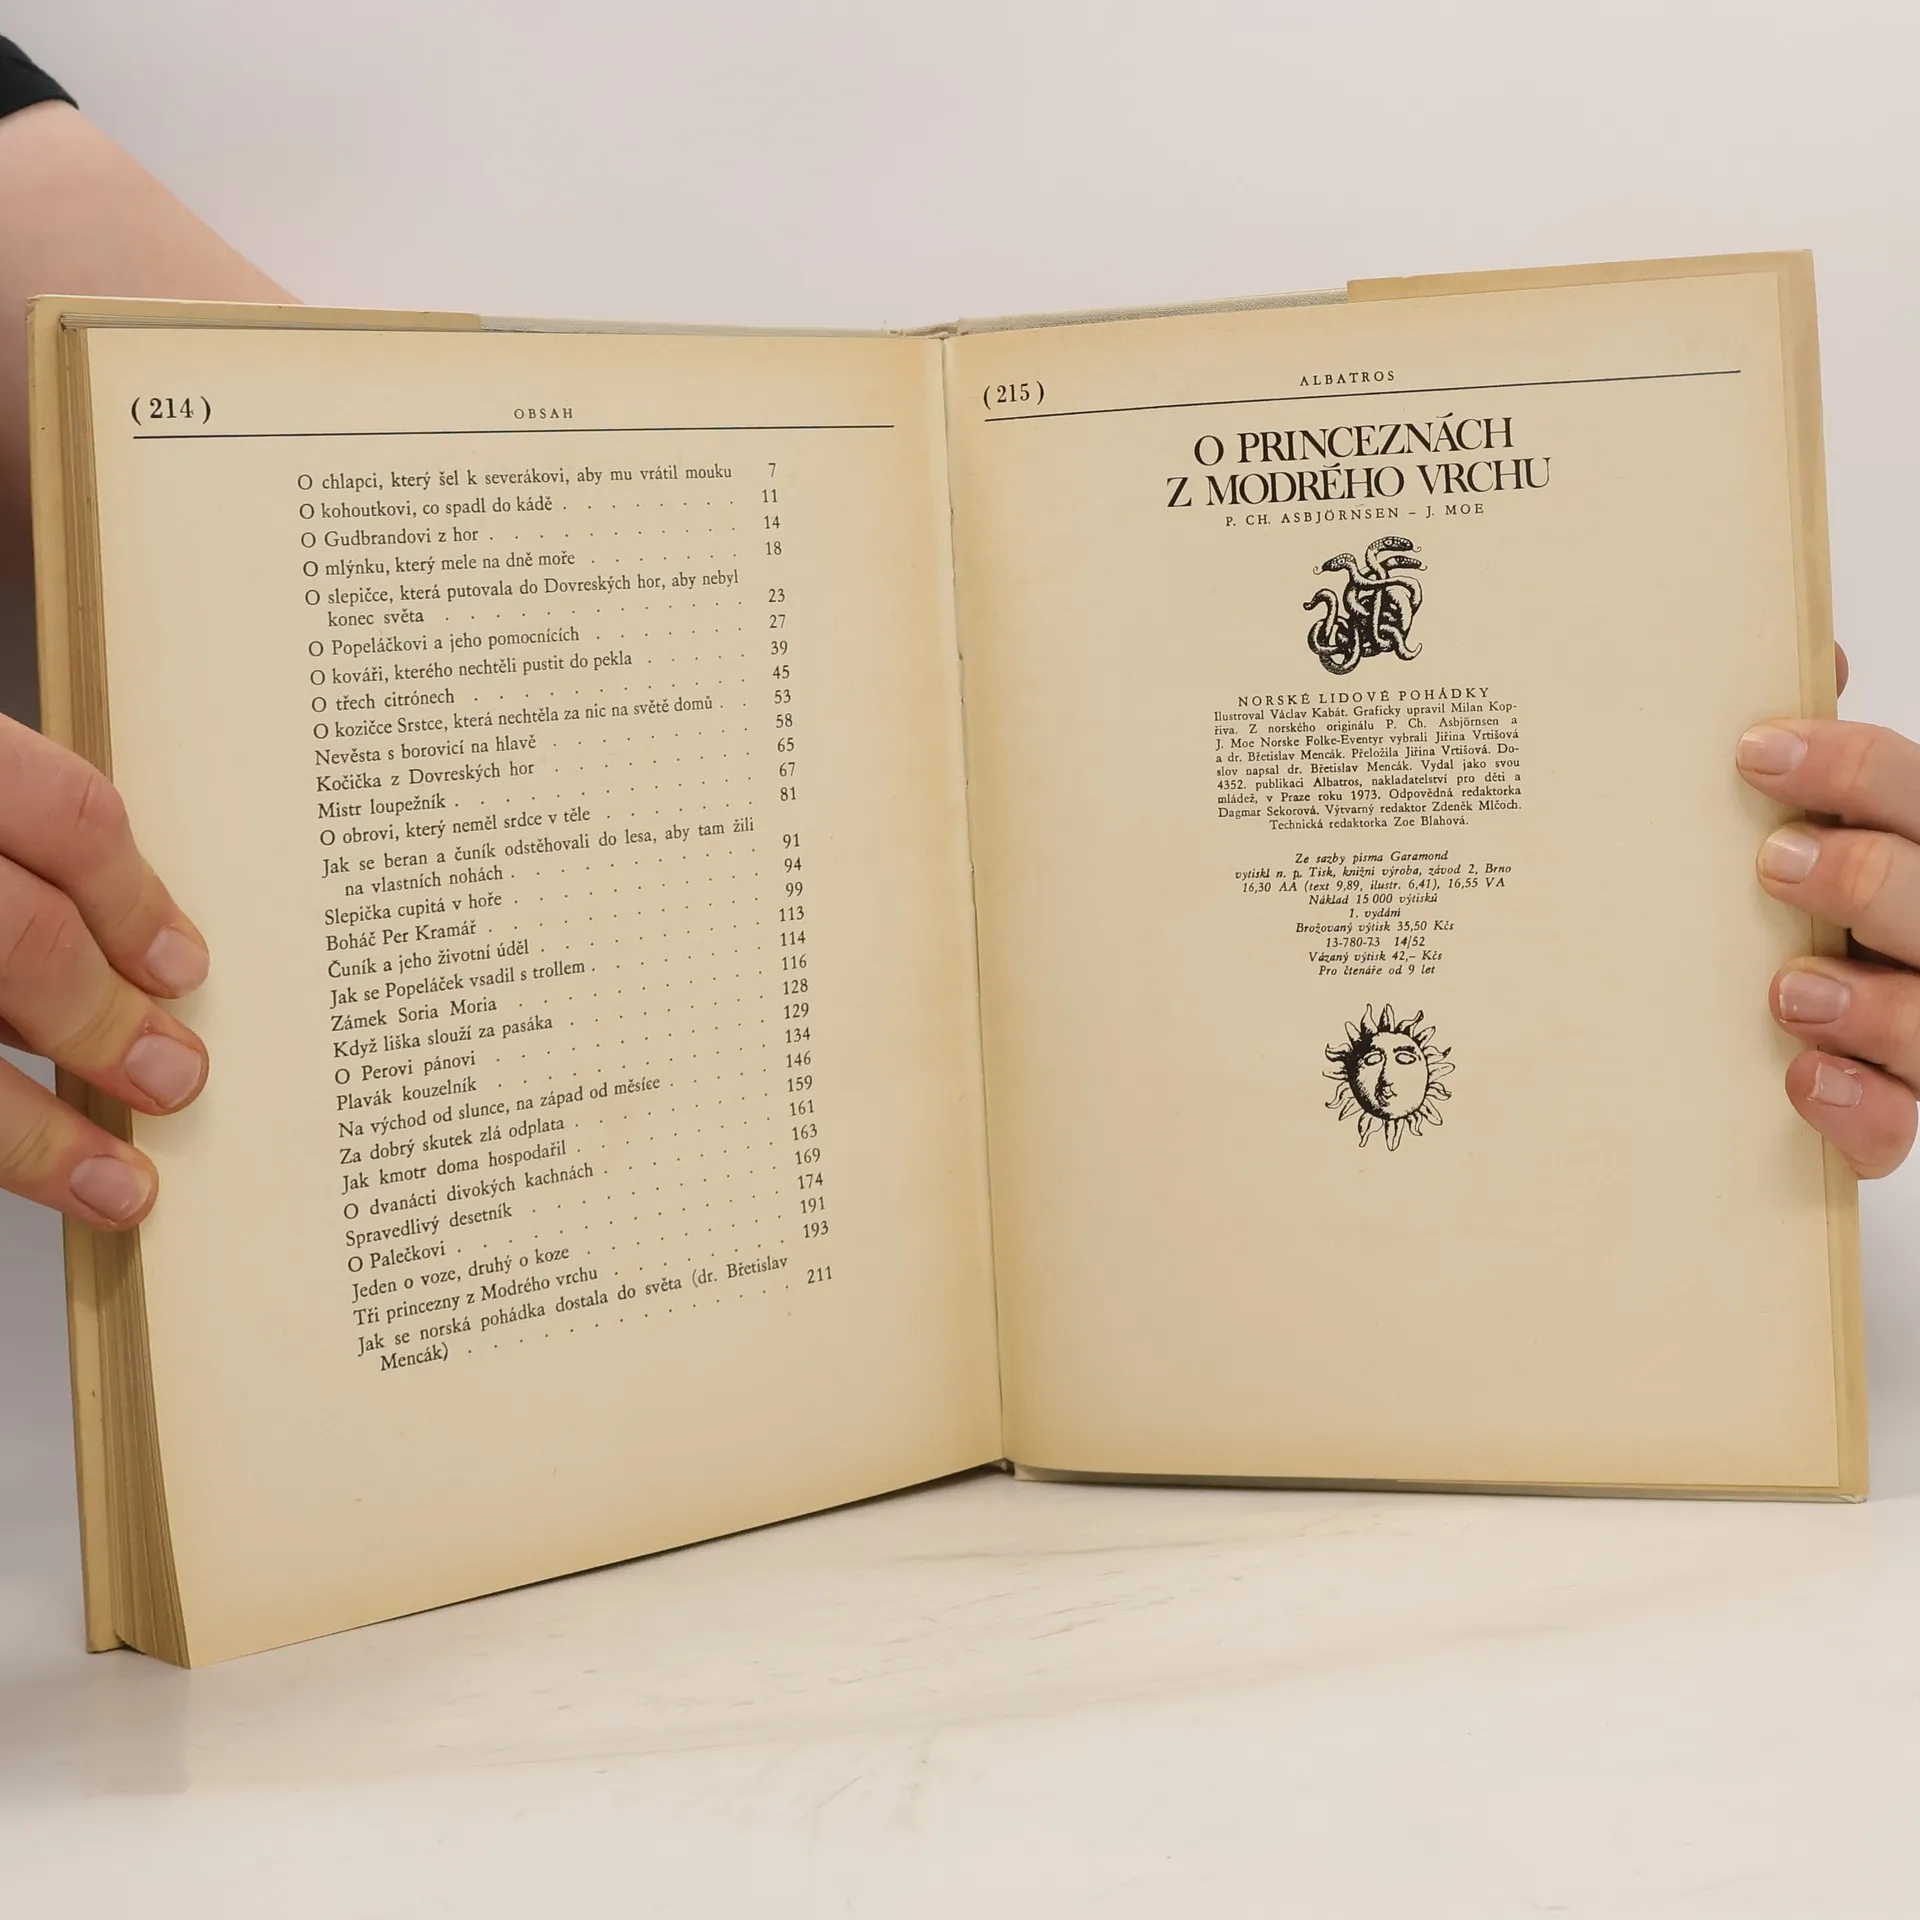 (214)
OBSAH
O chlapci, který šel k severákovi, aby mu vrátil mouku 7
O kohoutkovi, co spadl do kádě . . . . . . . 11
O Gudbrandovi z hor . . . . . . . . . . 14
O mlýnku, který mele na dně moře . . . . . . . 18
O slepičce, která putovala do Dovreských hor, aby nebyl
konec světa . . . . . . . . . . . . 23
O Popeláčkovi a jeho pomocnících . . . . . . 27
O kováři, kterého nechtěli pustit do pekla . . . . . 39
O třech citrónech . . . . . . . . . . . 45
O kozičce Srstce, která nechtěla za nic na světě domů . . 53
Nevěsta s borovicí na hlavě . . . . . . . . 58
Kočička z Dovreských hor . . . . . . . . 65
Mistr loupežník . . . . . . . . . . . 67
O obrovi, který neměl srdce v těle . . . . . . 81
Jak se beran a čuník odstěhovali do lesa, aby tam žili
na vlastních nohách . . . . . . . . . . 91
Slepička cupitá v hoře . . . . . . . . . . 94
Boháč Per Kramář . . . . . . . . . . . 99
Čuník a jeho životní úděl . . . . . . . . . 113
Jak se Popeláček vsadil s trollem . . . . . . . 114
Zámek Soria Moria . . . . . . . . . . 116
Když liška slouží za pasáka . . . . . . . . 128
O Perovi pánovi . . . . . . . . . . . 129
Plavák kouzelník . . . . . . . . . . . 134
Na východ od slunce, na západ od měsíce . . . . . 146
Za dobrý skutek zlá odplata . . . . . . . . 159
Jak kmotr doma hospodařil . . . . . . . . 161
O dvanácti divokých kachnách . . . . . . . 163
Spravedlivý desetník . . . . . . . . . . 169
O Palečkovi . . . . . . . . . . . . 174
Jeden o voze, druhý o koze . . . . . . . . 191
Tři princezny z Modrého vrchu . . . . . . . 193
Jak se norská pohádka dostala do světa (dr. Břetislav
Mencák) . . . . . . . . . . . . . 211
(215)
ALBATROS
O PRINCEZNÁCH
Z MODRÉHO VRCHU
P. CH. ASBJÖRNSEN – J. MOE
NORSKÉ LIDOVÉ POHÁDKY
Ilustroval Václav Kabát. Graficky upravil Milan Kop-
řiva. Z norského originálu P. Ch. Asbjörnsen a
J. Moe Norske Folke-Eventyr vybrali Jiřina Vrtišová
a dr. Břetislav Mencák. Přeložila Jiřina Vrtišová. Do-
slov napsal dr. Břetislav Mencák. Vydal jako svou
4352. publikaci Albatros, nakladatelství pro děti a
mládež, v Praze roku 1973. Odpovědná redaktorka
Dagmar Sekorová. Výtvarný redaktor Zdeněk Mlčoch.
Technická redaktorka Zoe Blahová.
Ze sazby písma Garamond
vytiskl n. p. Tisk, knižní výroba, závod 2, Brno
16,30 AA (text 9,89, ilustr. 6,41), 16,55 VA
Náklad 15 000 výtisků
1. vydání
Brožovaný výtisk 35,50 Kčs
13-780-73 14/52
Vázaný výtisk 42,– Kčs
Pro čtenáře od 9 let